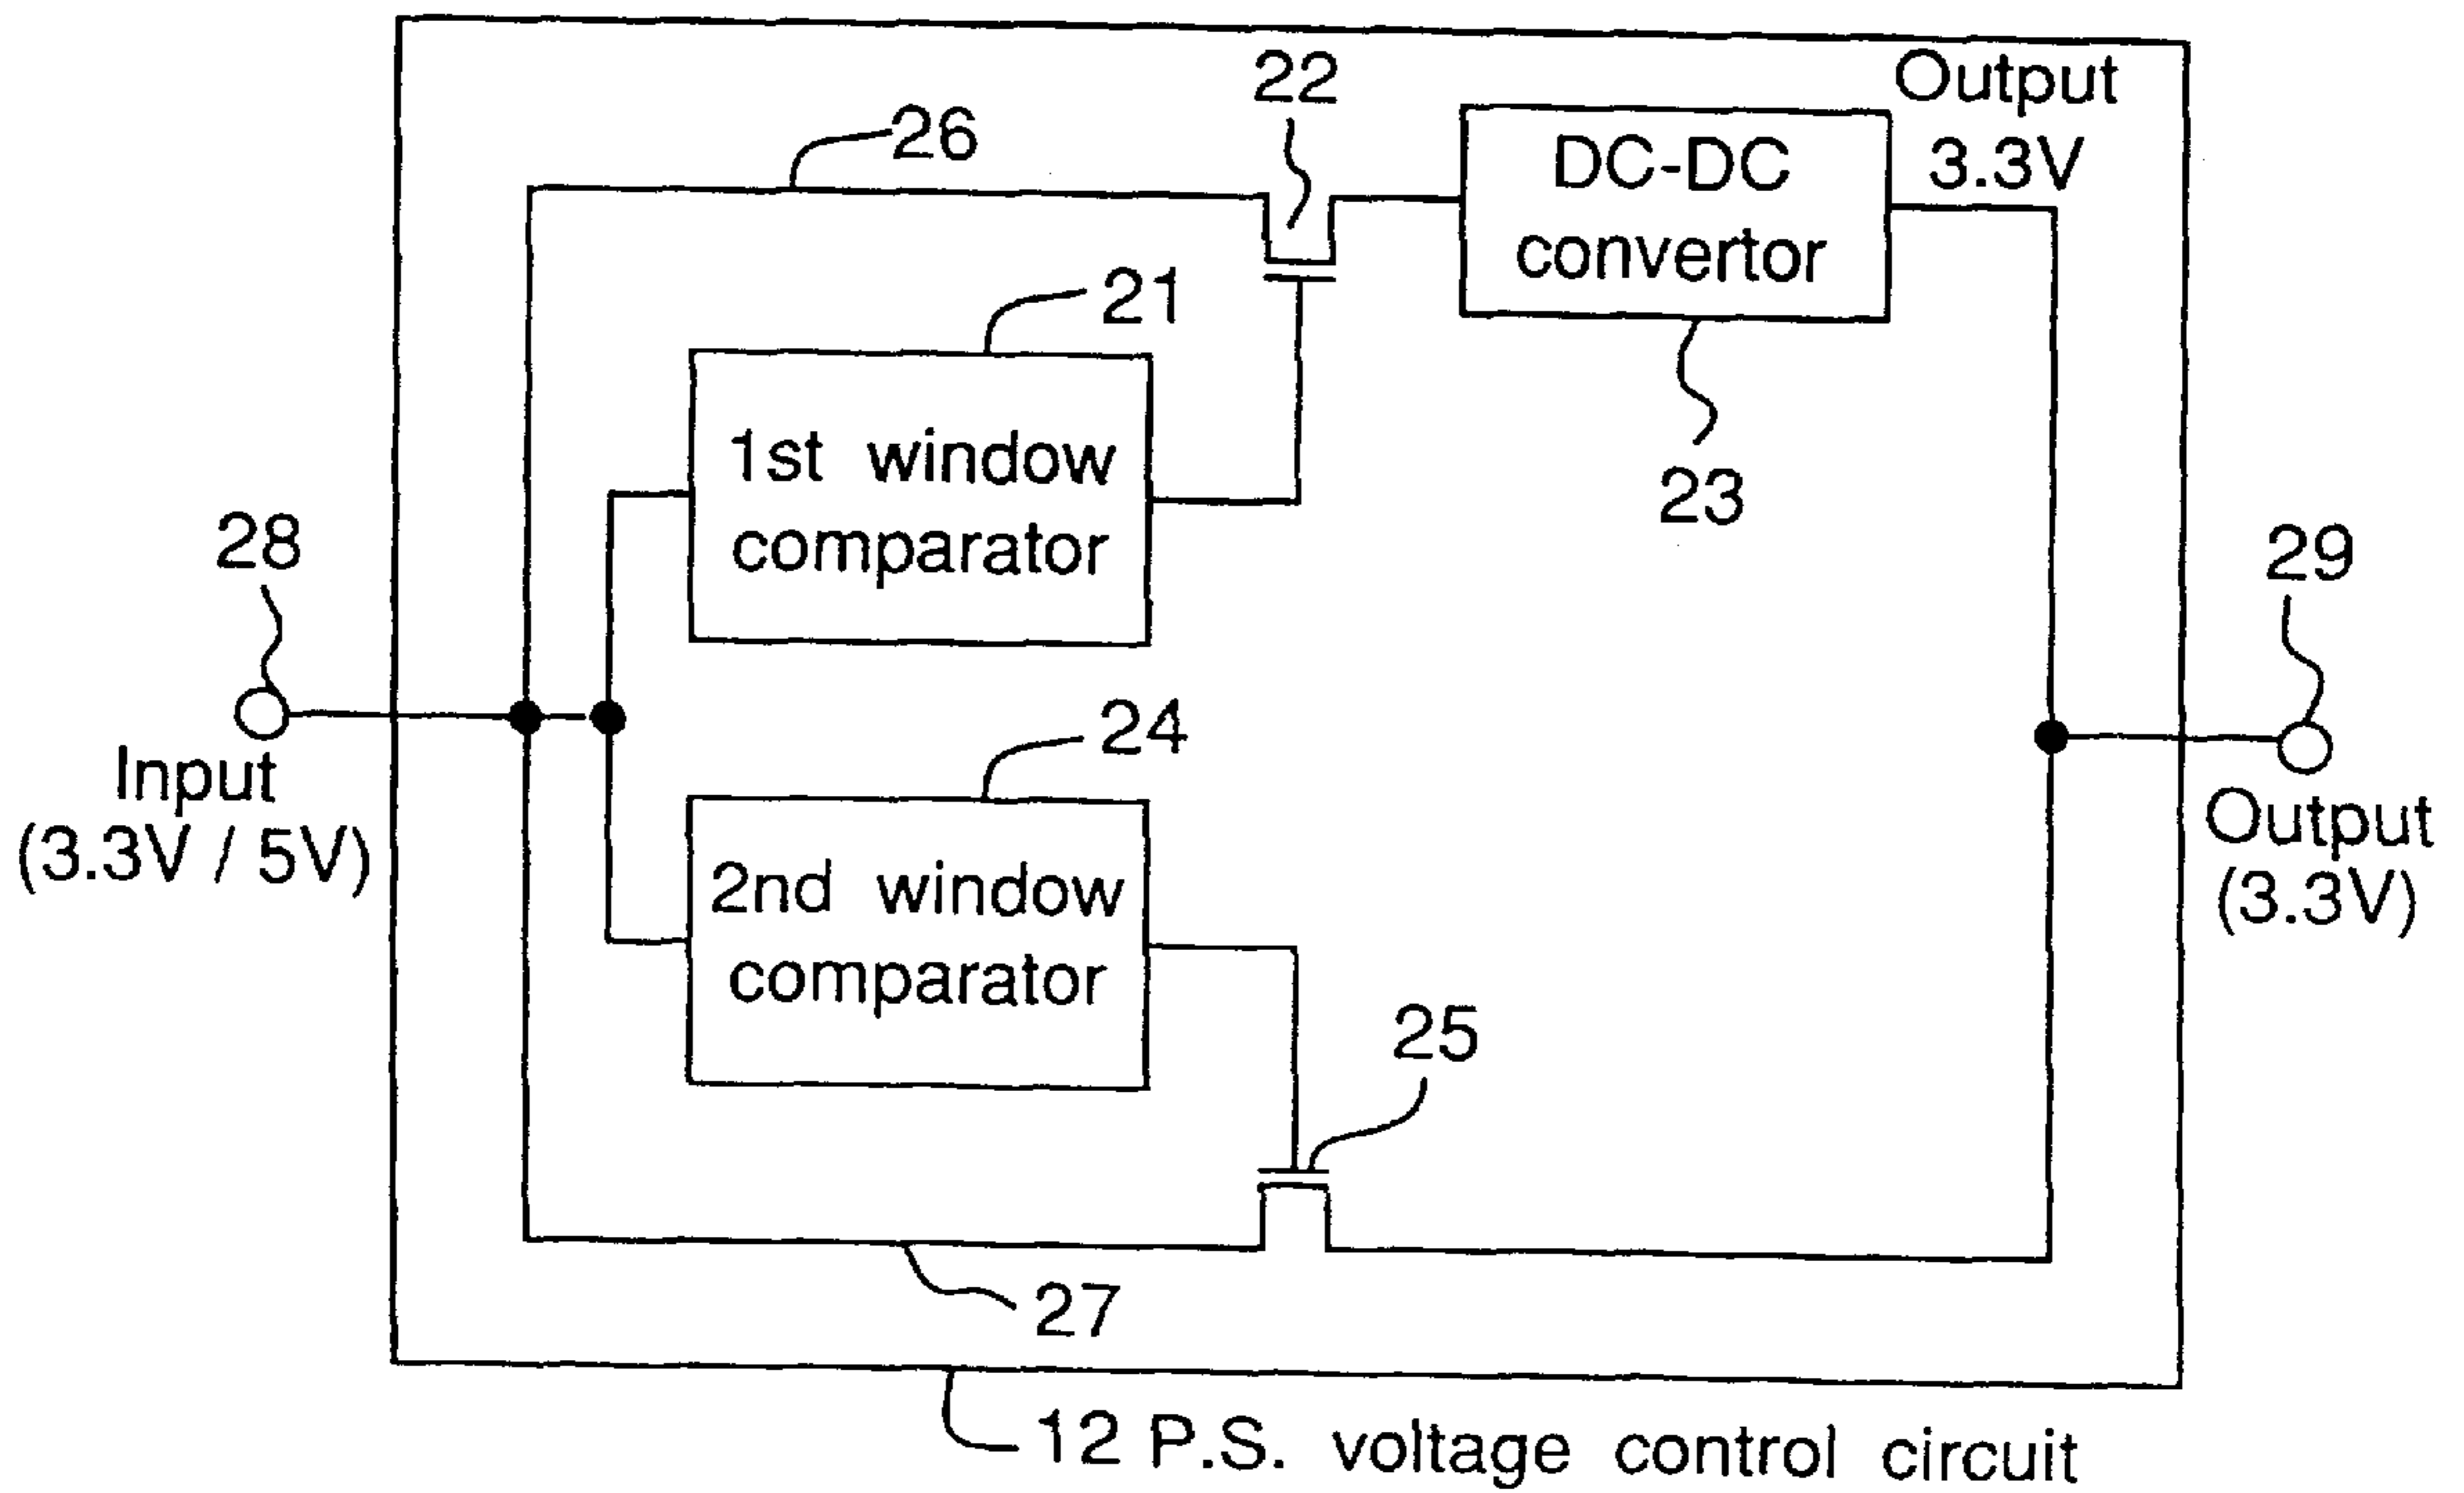 22
Output
3.3V
26
DC-DC
convertor
21
1st window
comparator
23
28
29
Input
(3.3V / 5V)
24
Output
(3.3V)
2nd window
comparator
25
27
12 P.S. voltage control circuit